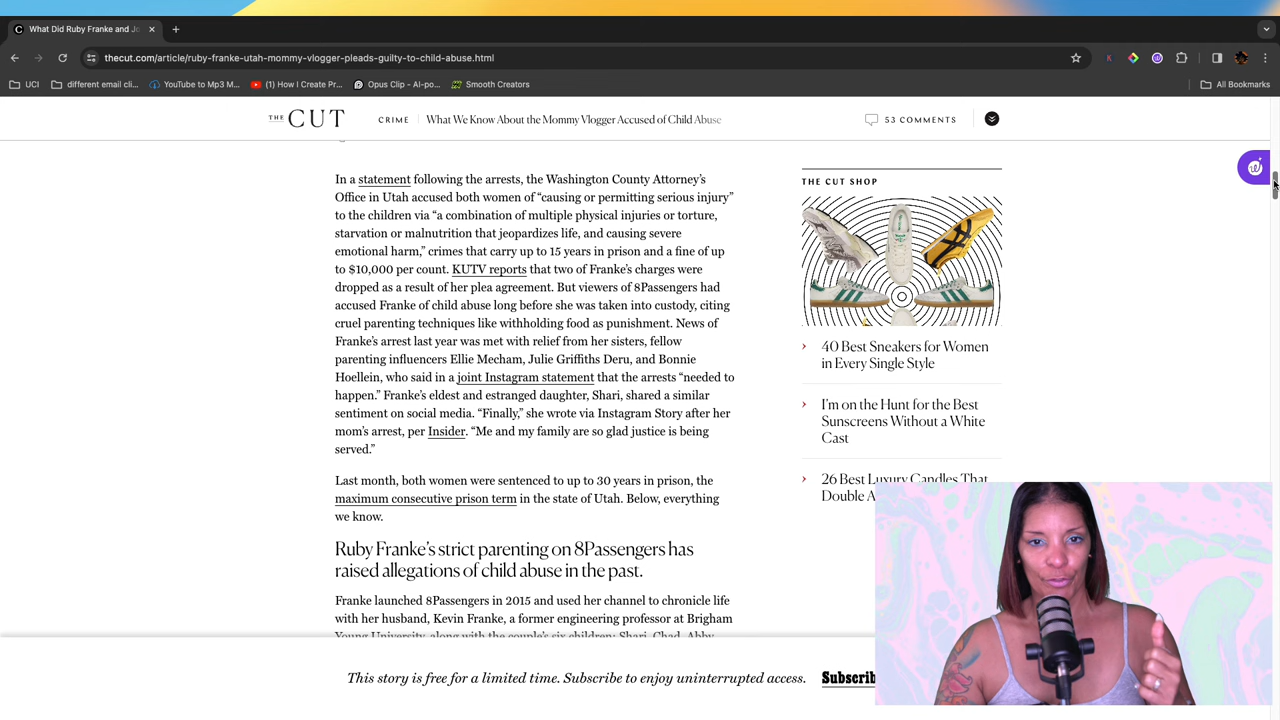 What Did Ruby Franke and Jo
thecut.com/article/ruby-franke-utah-mommy-vlogger-pleads-guilty-to-child-abuse.html
UCI
different email cli...
YouTube to Mp3 M...
(1) How I Create Pr...
Opus Clip - AI-po...
Smooth Creators
All Bookmarks
THE CUT
CRIME
What We Know About the Mommy Vlogger Accused of Child Abuse
53 COMMENTS
In a statement following the arrests, the Washington County Attorney’s
Office in Utah accused both women of “causing or permitting serious injury”
to the children via “a combination of multiple physical injuries or torture,
starvation or malnutrition that jeopardizes life, and causing severe
emotional harm,” crimes that carry up to 15 years in prison and a fine of up
to $10,000 per count. KUTV reports that two of Franke’s charges were
dropped as a result of her plea agreement. But viewers of 8Passengers had
accused Franke of child abuse long before she was taken into custody, citing
cruel parenting techniques like withholding food as punishment. News of
Franke’s arrest last year was met with relief from her sisters, fellow
parenting influencers Ellie Mecham, Julie Griffiths Deru, and Bonnie
Hoellein, who said in a joint Instagram statement that the arrests “needed to
happen.” Franke’s eldest and estranged daughter, Shari, shared a similar
sentiment on social media. “Finally,” she wrote via Instagram Story after her
mom’s arrest, per Insider. “Me and my family are so glad justice is being
served.”
Last month, both women were sentenced to up to 30 years in prison, the
maximum consecutive prison term in the state of Utah. Below, everything
we know.
Ruby Franke’s strict parenting on 8Passengers has
raised allegations of child abuse in the past.
Franke launched 8Passengers in 2015 and used her channel to chronicle life
with her husband, Kevin Franke, a former engineering professor at Brigham
Young University, along with the couple’s six children: Shari, Chad, Abby,
THE CUT SHOP
40 Best Sneakers for Women
in Every Single Style
I’m on the Hunt for the Best
Sunscreens Without a White
Cast
26 Best Luxury Candles That
Double A
This story is free for a limited time. Subscribe to enjoy uninterrupted access.
Subscrib